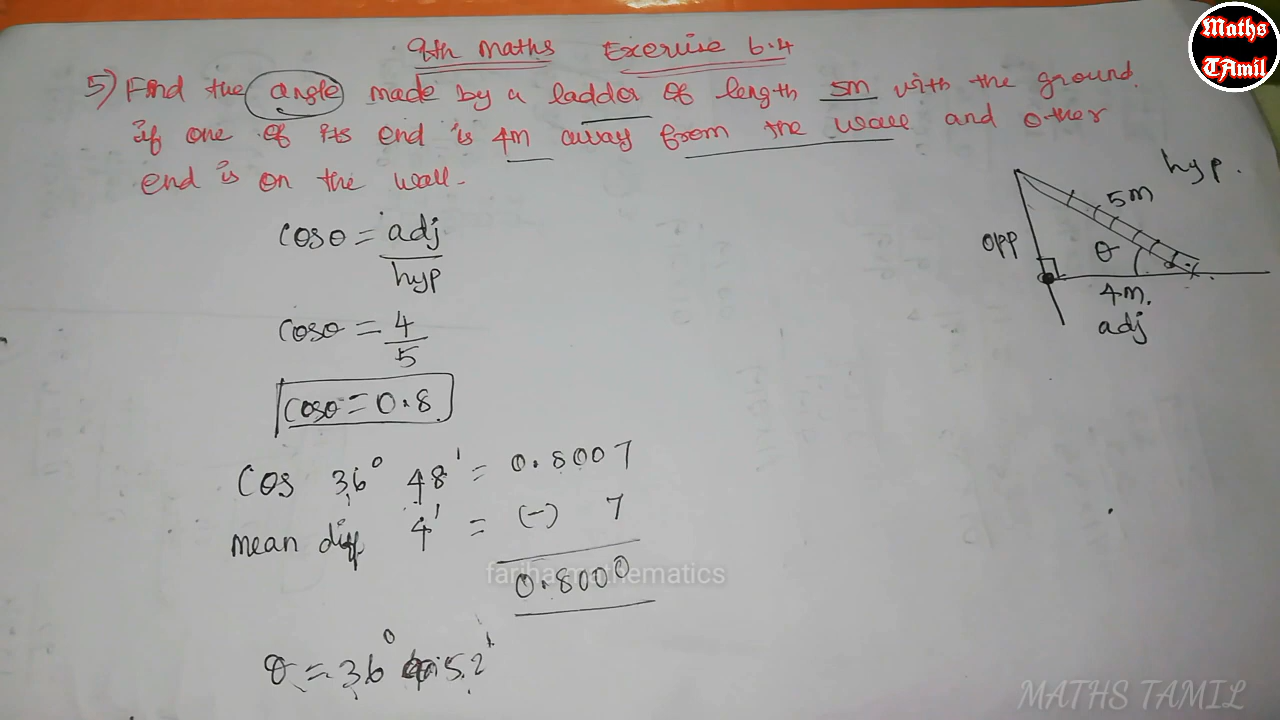 9th maths Exercise 6.4
5) Find the angle made by a ladder of length 5m with the ground.
if one of its end is 4m away from the wall and other
end is on the wall.
cosθ = adj
hyp
cosθ = 4
5
cosθ = 0.8
Cos 36° 48' = 0.8007
mean diff 4' = (-) 7
0.8000
θ = 36° 52'
hyp.
5m
opp
θ
4m.
adj
Maths
TAmil
mathematics
MATHS TAMIL